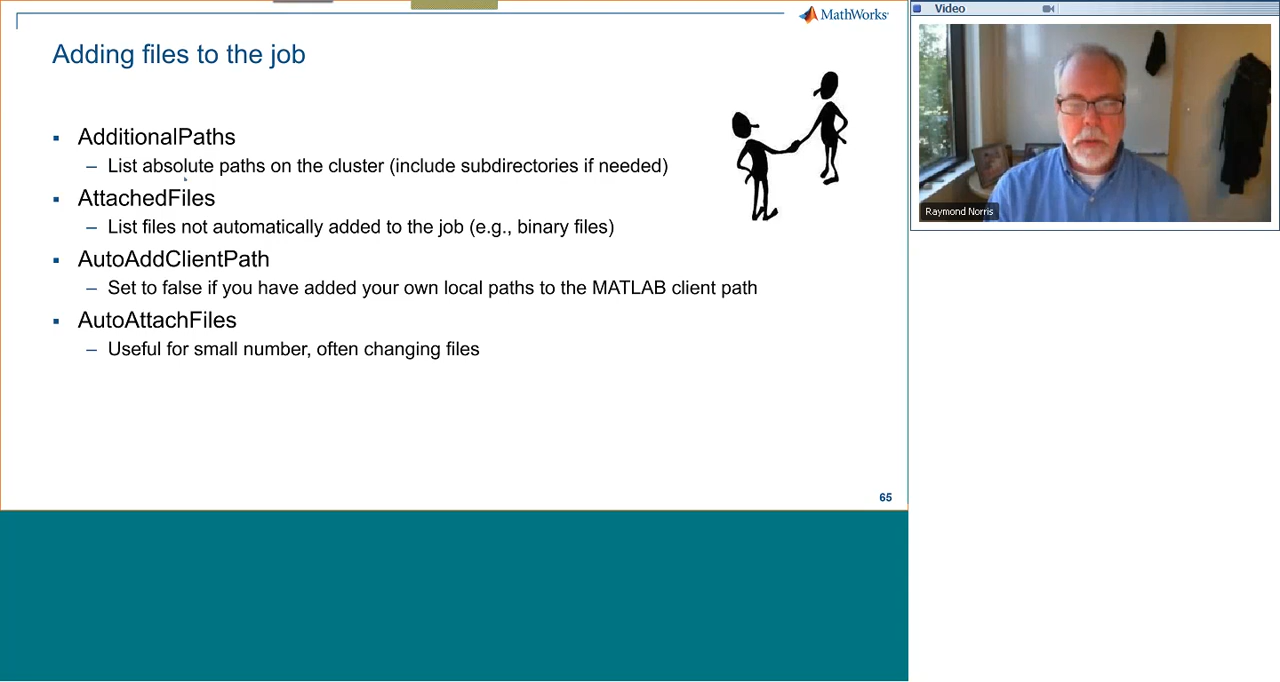 MathWorks
Adding files to the job
AdditionalPaths
– List absolute paths on the cluster (include subdirectories if needed)
AttachedFiles
– List files not automatically added to the job (e.g., binary files)
AutoAddClientPath
– Set to false if you have added your own local paths to the MATLAB client path
AutoAttachFiles
– Useful for small number, often changing files
65
Video
Raymond Norris